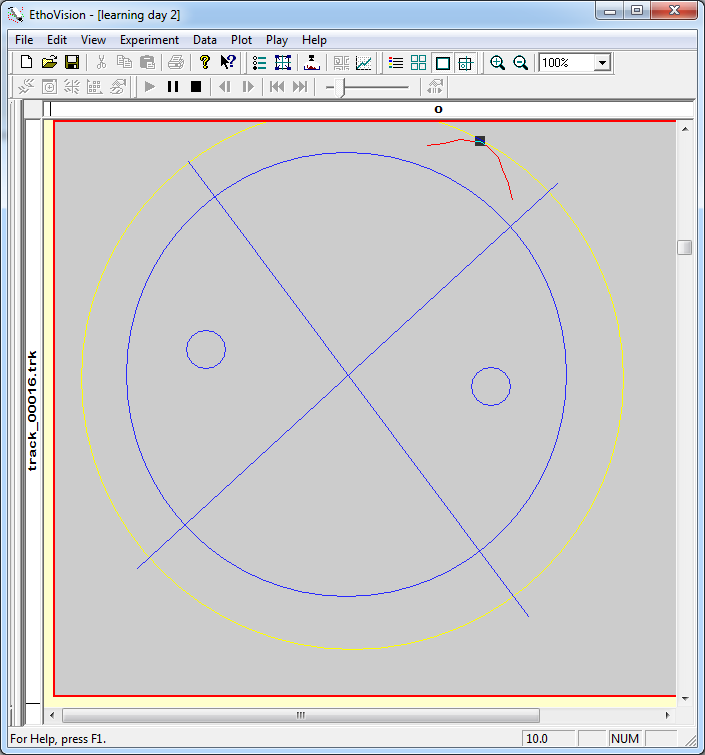 EthoVision - [learning day 2]
File Edit View Experiment Data Plot Play Help
100%
o
track_00016.trk
For Help, press F1.
10.0
NUM